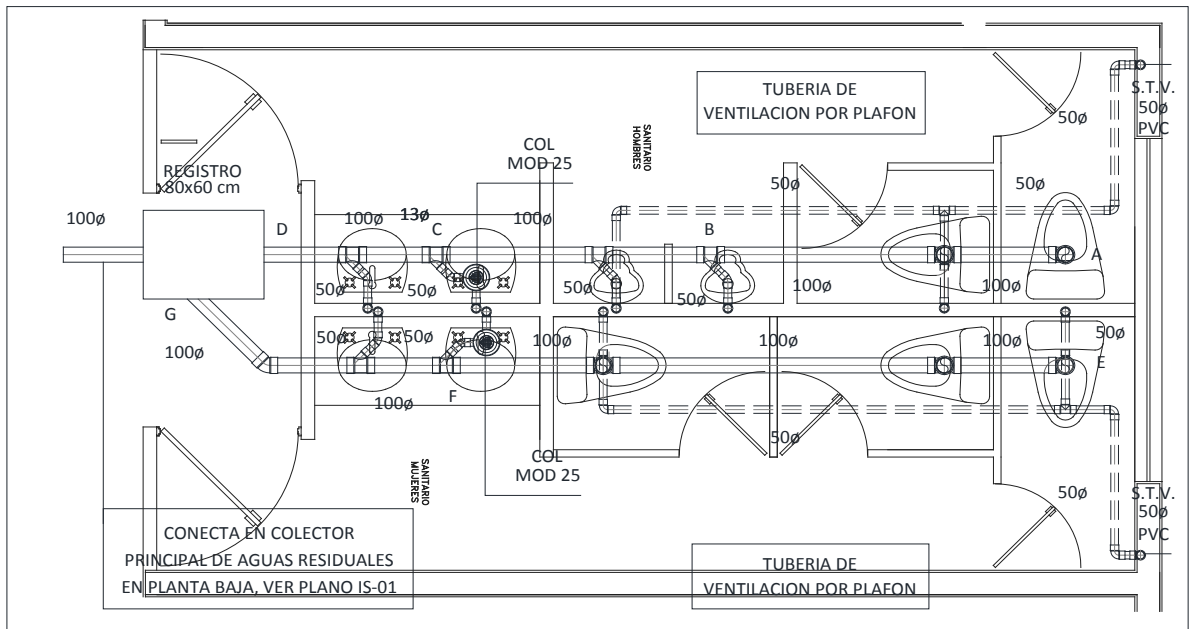 TUBERIA DE
VENTILACION POR PLAFON
S.T.V.
50ø
PVC
50ø
COL
MOD 25
SANITARIO
HOMBRES
REGISTRO
80x60 cm
50ø
50ø
100ø
D
100ø
13ø
C
100ø
B
A
50ø
50ø
50ø
50ø
100ø
100ø
G
50ø
50ø
100ø
100ø
100ø
100ø
50ø
E
F
100ø
50ø
COL
MOD 25
SANITARIO
MUJERES
50ø
S.T.V.
50ø
PVC
CONECTA EN COLECTOR
PRINCIPAL DE AGUAS RESIDUALES
EN PLANTA BAJA, VER PLANO IS-01
TUBERIA DE
VENTILACION POR PLAFON